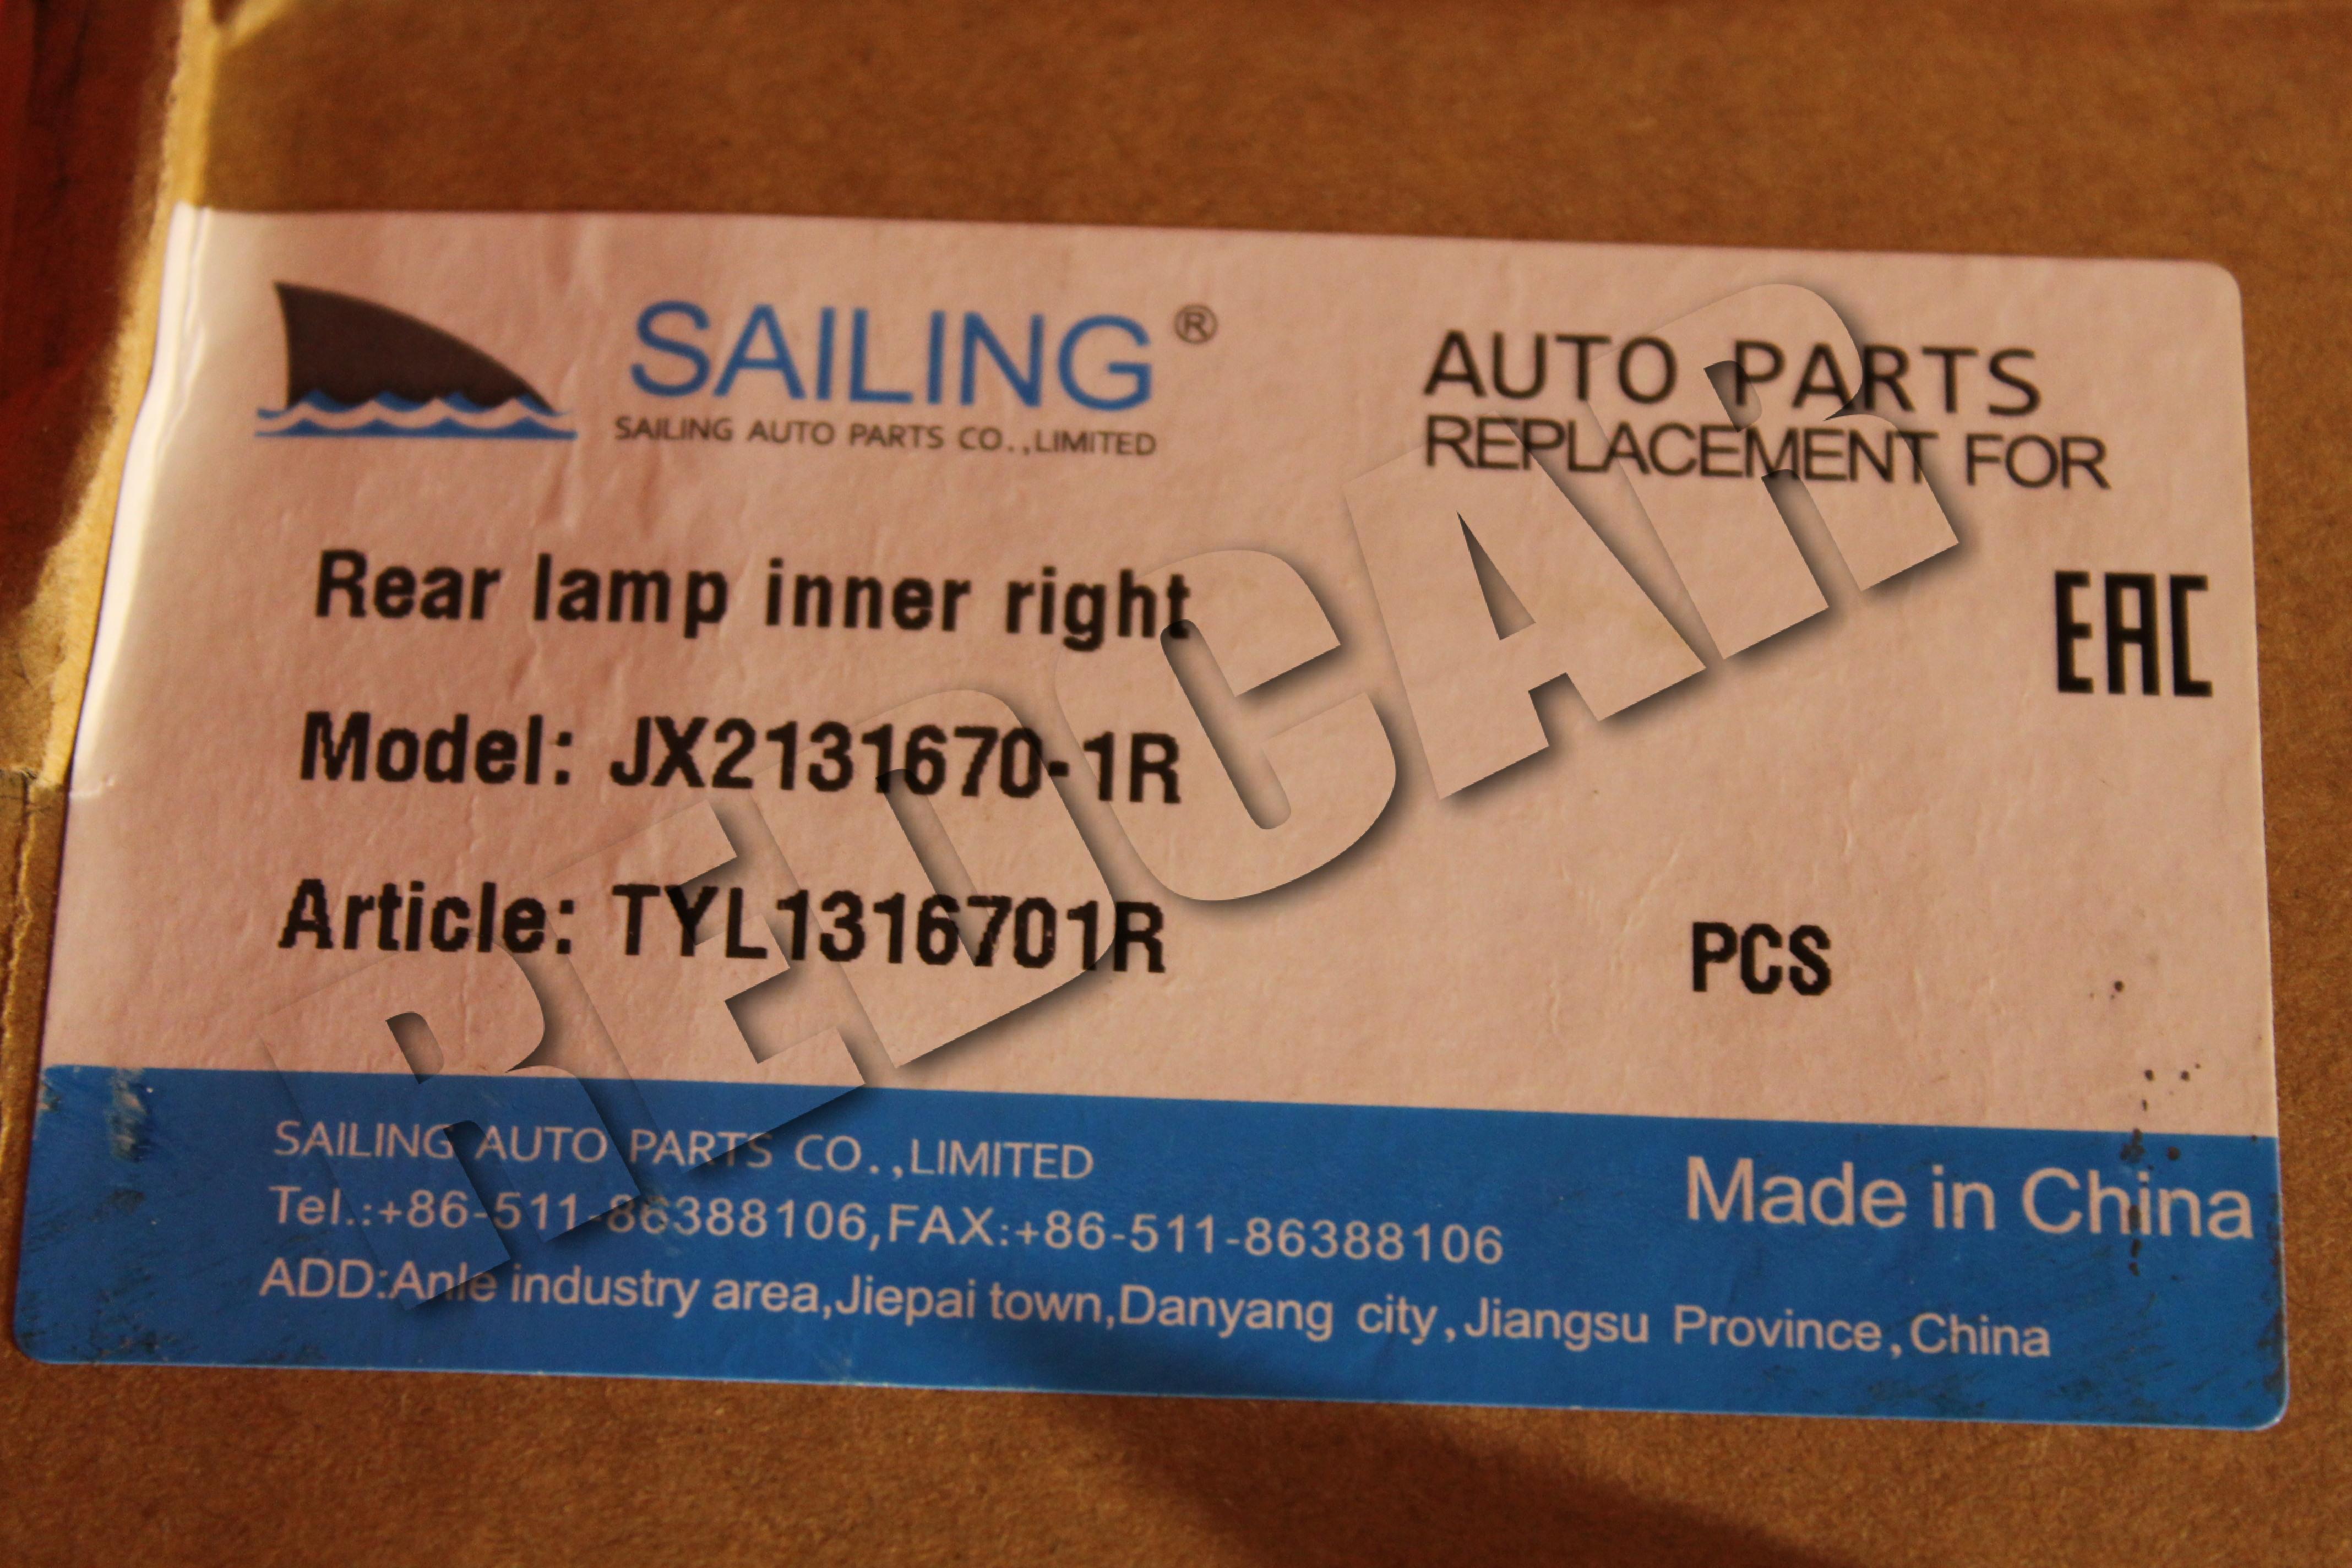 SAILING®
SAILING AUTO PARTS CO.,LIMITED
AUTO PARTS
REPLACEMENT FOR
Rear lamp inner right
EAC
Model: JX2131670-1R
Article: TYL1316701R
PCS
SAILING AUTO PARTS CO.,LIMITED
Tel.:+86-511-86388106,FAX:+86-511-86388106
ADD:Anle industry area,Jiepai town,Danyang city,Jiangsu Province,China
Made in China
REDCAR